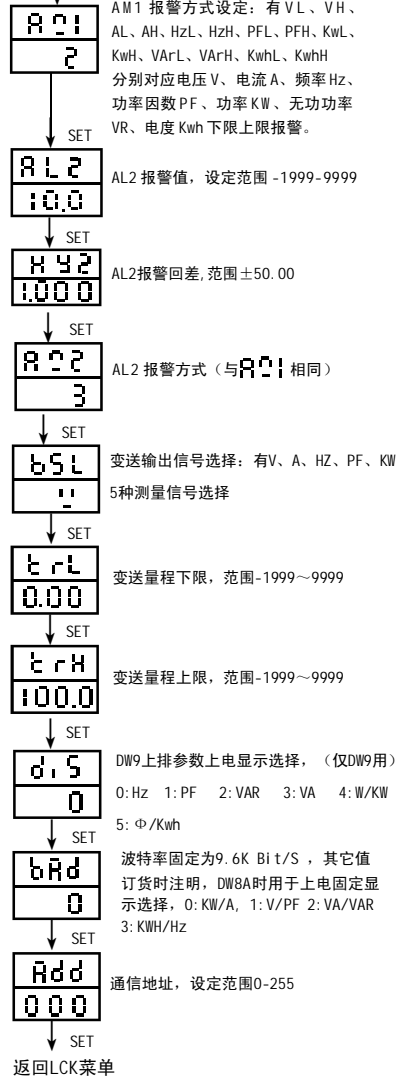 AM1 报警方式设定：有VL、VH、
AL、AH、HzL、HzH、PFL、PFH、KwL、
KwH、VArL、VArH、KwhL、KwhH
分别对应电压V、电流A、频率Hz、
功率因数PF、功率KW、无功功率
VR、电度Kwh下限上限报警。
AM1
2
SET
AL2
10.0
AL2 报警值，设定范围 -1999-9999
SET
HY2
1.000
AL2报警回差,范围±50.00
SET
AM2
3
AL2 报警方式（与AM1相同）
SET
bSL
U
变送输出信号选择：有V、A、HZ、PF、KW
5种测量信号选择
SET
trL
0.00
变送量程下限，范围-1999～9999
SET
trH
100.0
变送量程上限，范围-1999～9999
SET
diS
0
DW9上排参数上电显示选择，（仅DW9用）
0:Hz 1:PF 2:VAR 3:VA 4:W/KW
5:Φ/Kwh
SET
bAd
0
波特率固定为9.6K Bit/S ，其它值
订货时注明，DW8A时用于上电固定显
示选择，0:KW/A, 1:V/PF 2:VA/VAR
3:KWH/Hz
SET
Add
000
通信地址，设定范围0-255
SET
返回LCK菜单